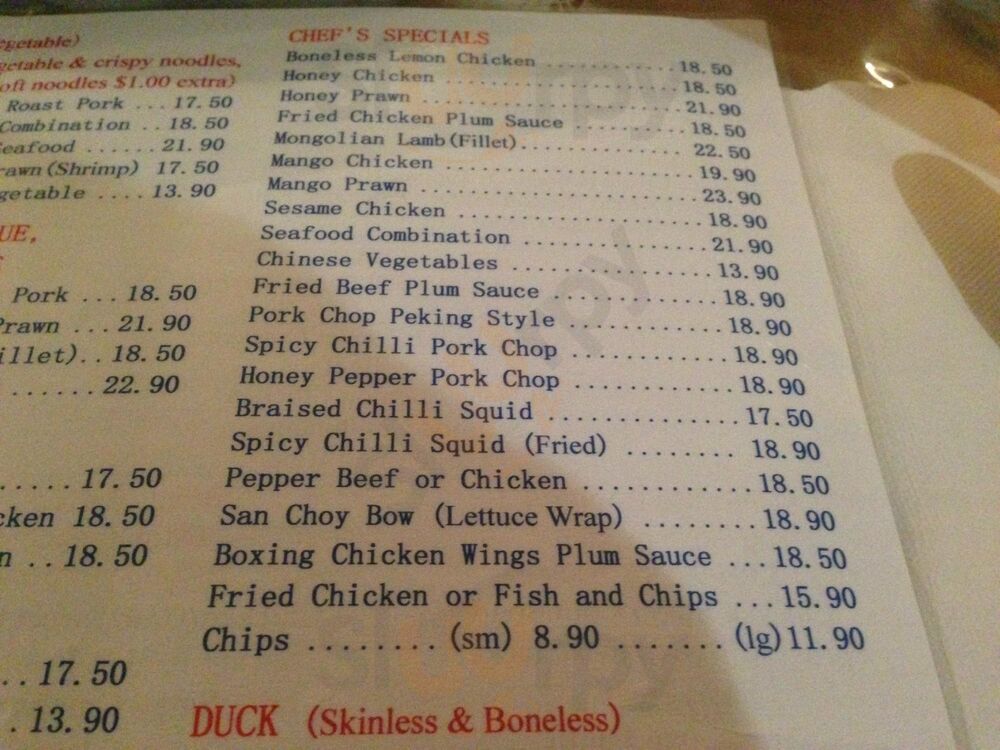 egetable)
getable & crispy noodles,
oft noodles $1.00 extra)
Roast Pork ... 17.50
Combination .. 18.50
eafood ...... 21.90
rawn (Shrimp) 17.50
getable .... 13.90
UE,
Pork ... 18.50
Prawn ... 21.90
illet).. 18.50
...... 22.90
..... 17.50
cken 18.50
n .. 18.50
.. 17.50
. 13.90
CHEF'S SPECIALS
Boneless Lemon Chicken ............ 18.50
Honey Chicken ........................ 18.50
Honey Prawn .......................... 21.90
Fried Chicken Plum Sauce .......... 18.50
Mongolian Lamb (Fillet)............... 22.50
Mango Chicken ....................... 19.90
Mango Prawn ......................... 23.90
Sesame Chicken ..................... 18.90
Seafood Combination ............... 21.90
Chinese Vegetables ................ 13.90
Fried Beef Plum Sauce ............. 18.90
Pork Chop Peking Style ............ 18.90
Spicy Chilli Pork Chop ............ 18.90
Honey Pepper Pork Chop ............ 18.90
Braised Chilli Squid .............. 17.50
Spicy Chilli Squid (Fried) ........ 18.90
Pepper Beef or Chicken ............ 18.50
San Choy Bow (Lettuce Wrap) ........ 18.90
Boxing Chicken Wings Plum Sauce ... 18.50
Fried Chicken or Fish and Chips ... 15.90
Chips ........ (sm) 8.90 ....... (lg) 11.90
DUCK (Skinless & Boneless)